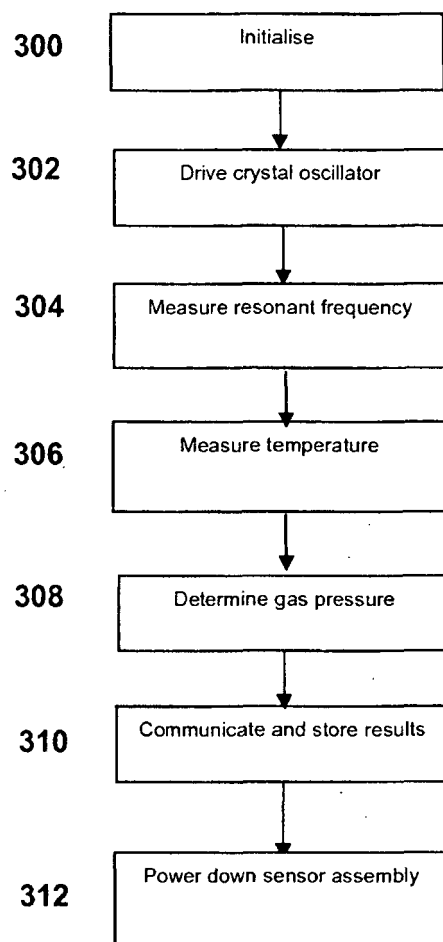 300 Initialise
302 Drive crystal oscillator
304 Measure resonant frequency
306 Measure temperature
308 Determine gas pressure
310 Communicate and store results
312 Power down sensor assembly